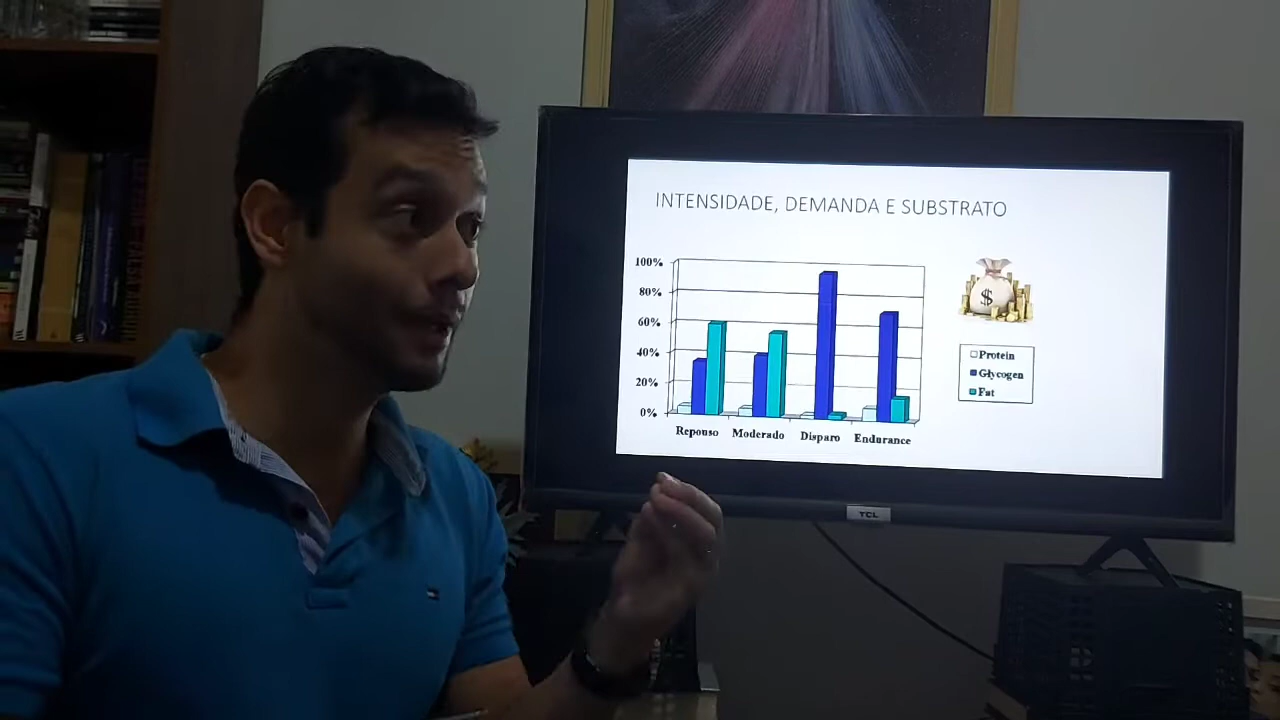 INTENSIDADE, DEMANDA E SUBSTRATO
100%
80%
60%
40%
20%
0%
Repouso Moderado Disparo Endurance
$
Protein
Glycogen
Fat
TCL